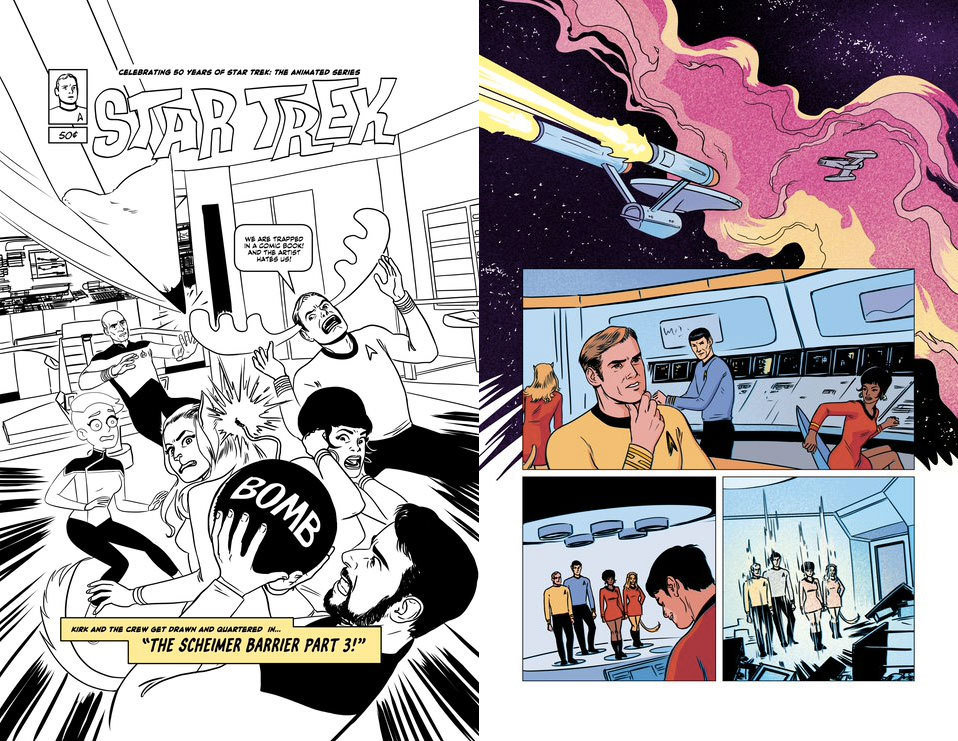 CELEBRATING 50 YEARS OF STAR TREK: THE ANIMATED SERIES
STAR TREK
50¢
WE ARE TRAPPED
IN A COMIC BOOK!
AND THE ARTIST
HATES US!
BOMB
KIRK AND THE CREW GET DRAWN AND QUARTERED IN...
"THE SCHEIMER BARRIER PART 3!"